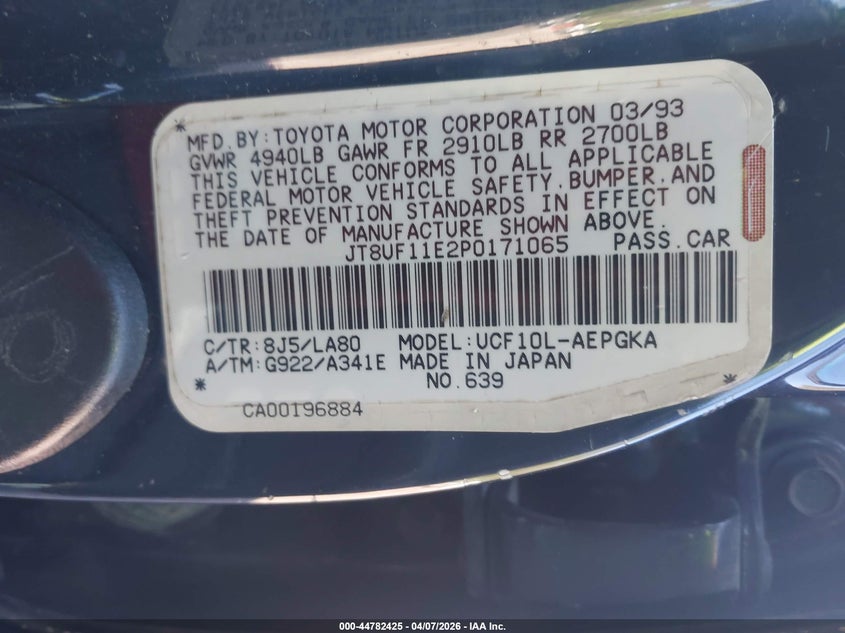 MFD.BY:TOYOTA MOTOR CORPORATION 03/93
GVWR 4940LB GAWR FR 2910LB RR 2700LB
THIS VEHICLE CONFORMS TO ALL APPLICABLE
FEDERAL MOTOR VEHICLE SAFETY,BUMPER,AND
THEFT PREVENTION STANDARDS IN EFFECT ON
THE DATE OF MANUFACTURE SHOWN ABOVE.
JT8UF11E2P0171065 PASS.CAR
C/TR:8J5/LA80 MODEL:UCF10L-AEPGKA
A/TM:G922/A341E MADE IN JAPAN
NO.639
CA00196884
000-44782425 - 04/07/2026 - IAA Inc.